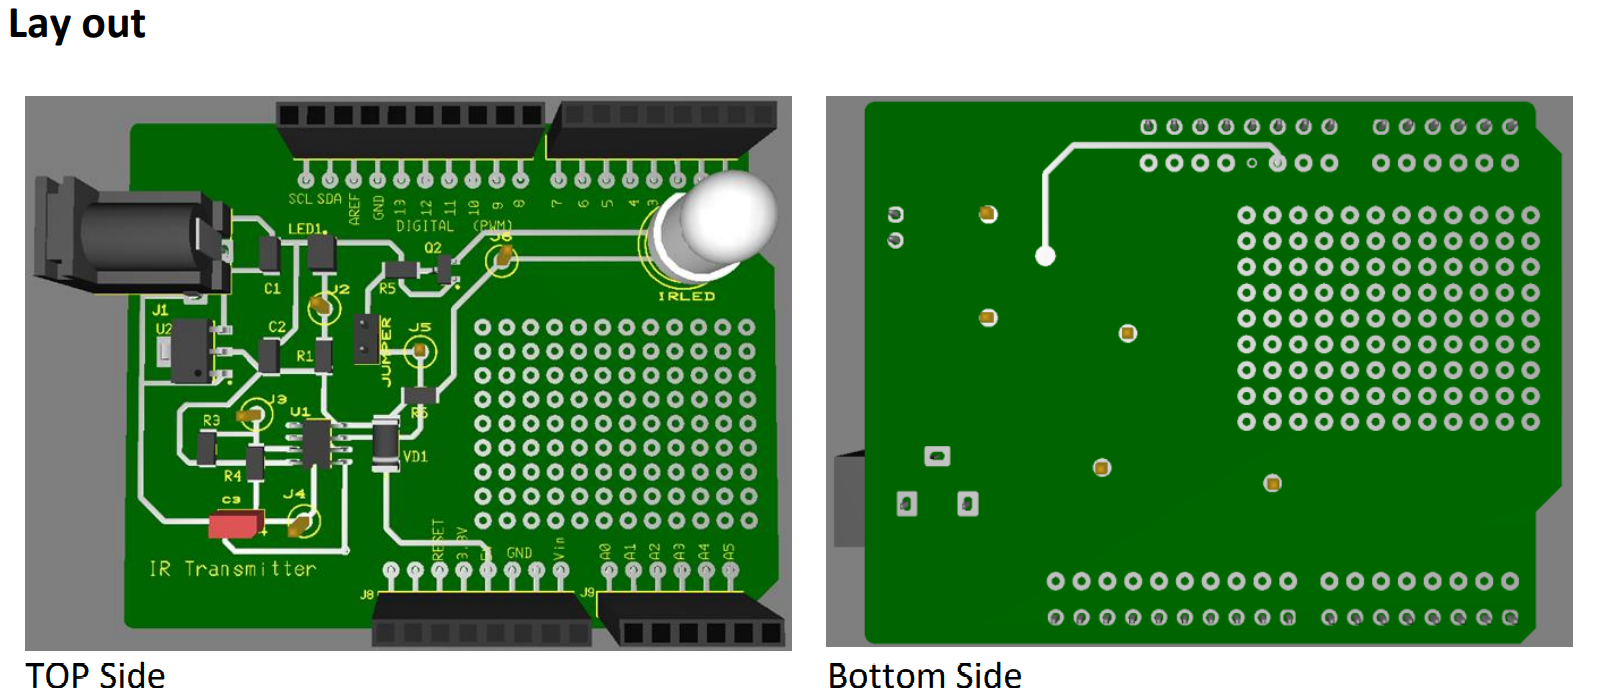 Lay out
SCL SDA AREF GND 13 12 11 10 9 8 7 6 5 4 3
DIGITAL (PWM)
LED1
Q2
J6
C1
J2
R5
IRLED
J1
U2
C2
R1
JUMPER
J5
J3
R6
R3
U1
R4
VD1
C3
J4
+
RESET 3.3V GND Vin A0 A1 A2 A3 A4 A5
IR Transmitter
J8
J9
TOP Side
Bottom Side